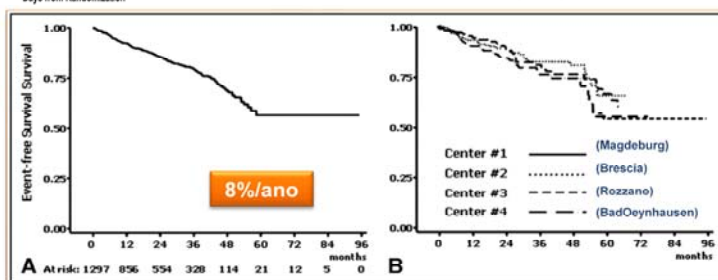 Days from Randomization
Event-free Survival Survival
1.00
0.75
0.50
0.25
0.00
8%/ano
0 12 24 36 48 60 72 84 96
months
A
At risk: 1297 856 554 328 114 21 12 5 0
1.00
0.75
0.50
0.25
0.00
Center #1 (Magdeburg)
Center #2 (Brescia)
Center #3 (Rozzano)
Center #4 (BadOeynhausen)
0 12 24 36 48 60 72 84 96
months
B